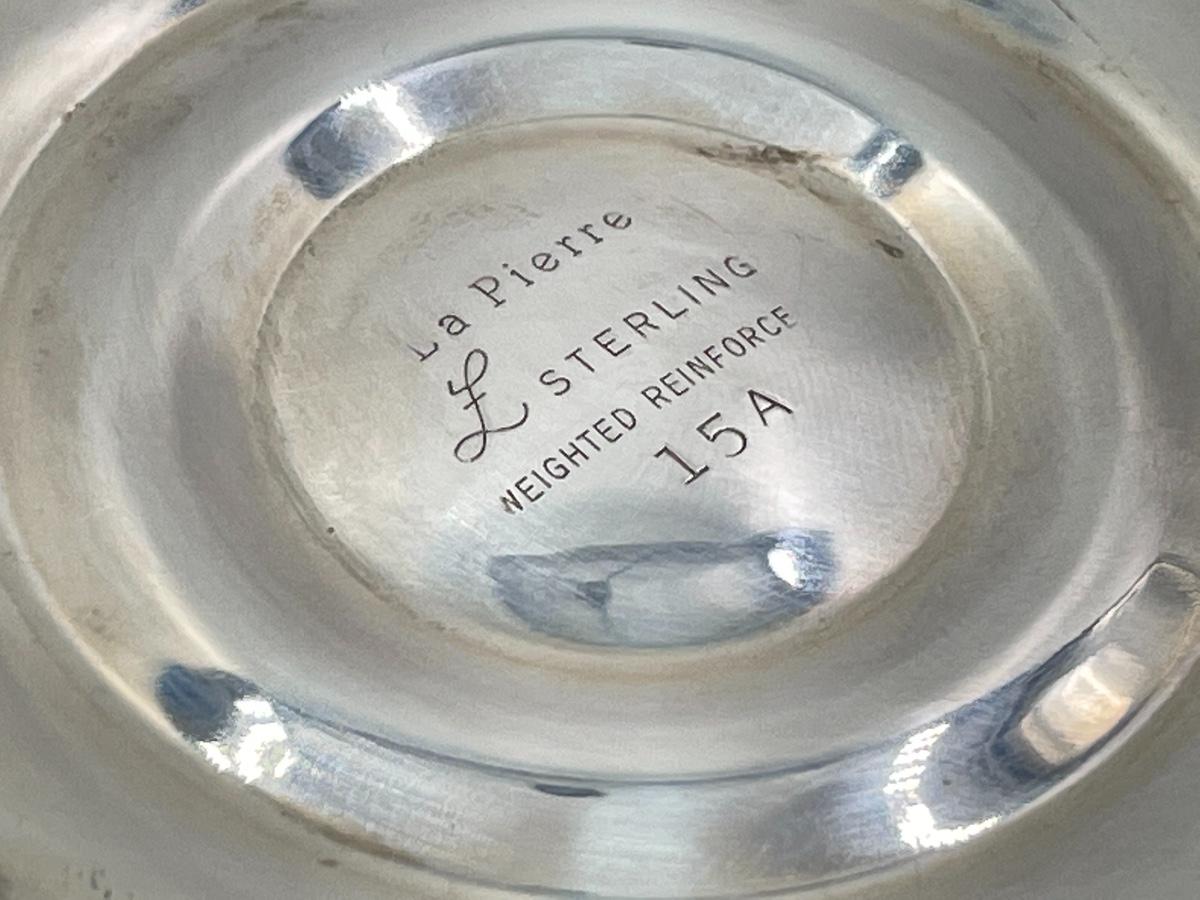 La Pierre
£ STERLING
WEIGHTED REINFORCE
15A